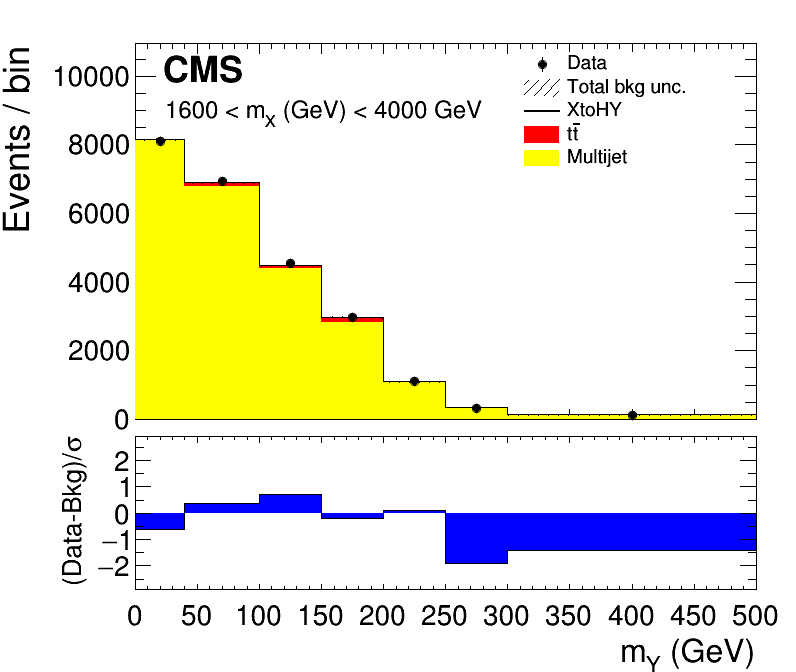 Events / bin
10000
8000
6000
4000
2000
0
CMS
1600 < m_X (GeV) < 4000 GeV
Data
Total bkg unc.
XtoHY
tt̄
Multijet
(Data-Bkg)/σ
2
1
0
−1
−2
0 50 100 150 200 250 300 350 400 450 500
m_Y (GeV)